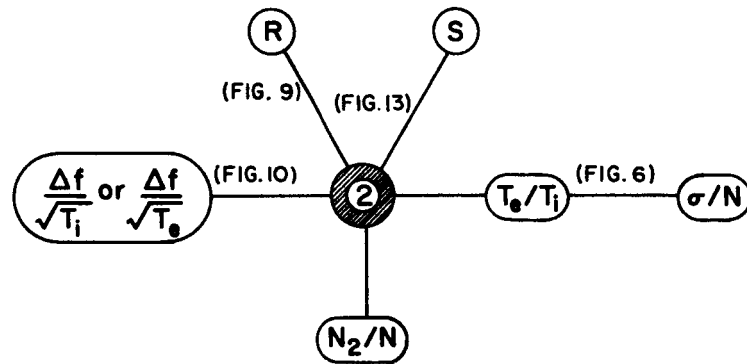 R
S
(FIG. 9)
(FIG. 13)
Δf/√Ti or Δf/√Te
(FIG. 10)
2
Te/Ti
(FIG. 6)
σ/N
N2/N